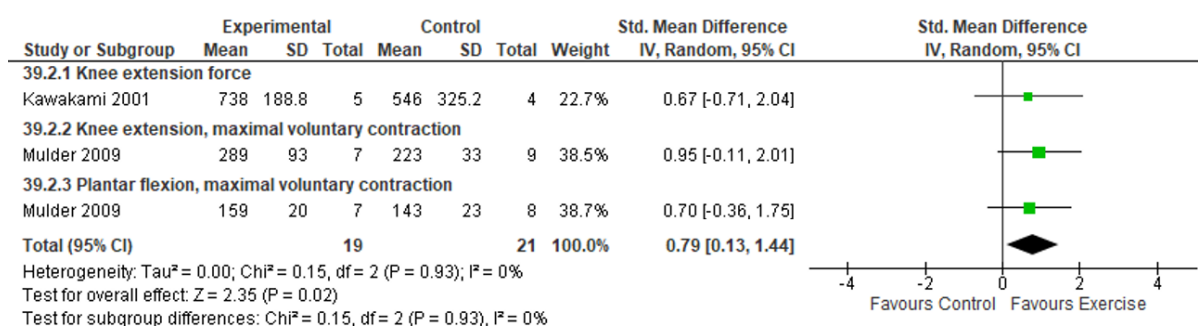 Experimental Control Std. Mean Difference Std. Mean Difference
Study or Subgroup Mean SD Total Mean SD Total Weight IV, Random, 95% CI IV, Random, 95% CI
39.2.1 Knee extension force
Kawakami 2001 738 188.8 5 546 325.2 4 22.7% 0.67 [-0.71, 2.04]
39.2.2 Knee extension, maximal voluntary contraction
Mulder 2009 289 93 7 223 33 9 38.5% 0.95 [-0.11, 2.01]
39.2.3 Plantar flexion, maximal voluntary contraction
Mulder 2009 159 20 7 143 23 8 38.7% 0.70 [-0.36, 1.75]
Total (95% CI) 19 21 100.0% 0.79 [0.13, 1.44]
Heterogeneity: Tau² = 0.00; Chi² = 0.15, df = 2 (P = 0.93); I² = 0%
Test for overall effect: Z = 2.35 (P = 0.02)
Test for subgroup differences: Chi² = 0.15, df = 2 (P = 0.93), I² = 0%
-4 -2 0 2 4
Favours Control Favours Exercise